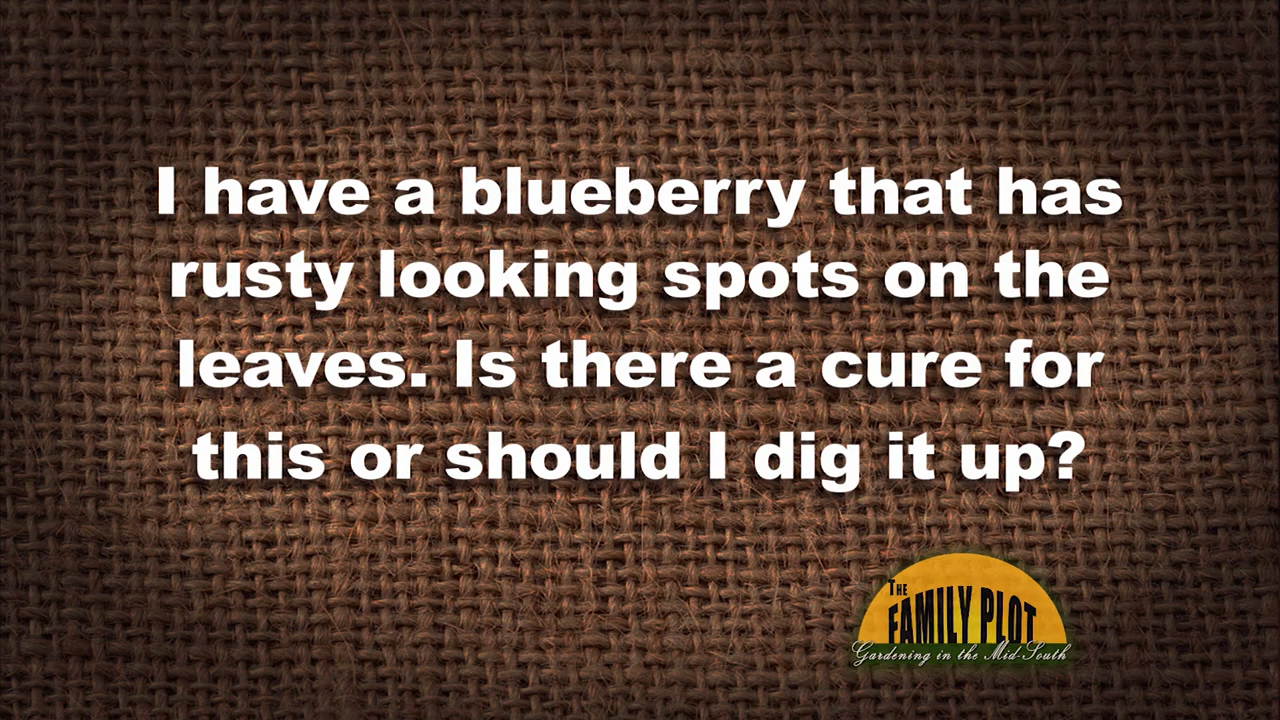 I have a blueberry that has
rusty looking spots on the
leaves. Is there a cure for
this or should I dig it up?
THE
FAMILY PLOT
Gardening in the Mid-South